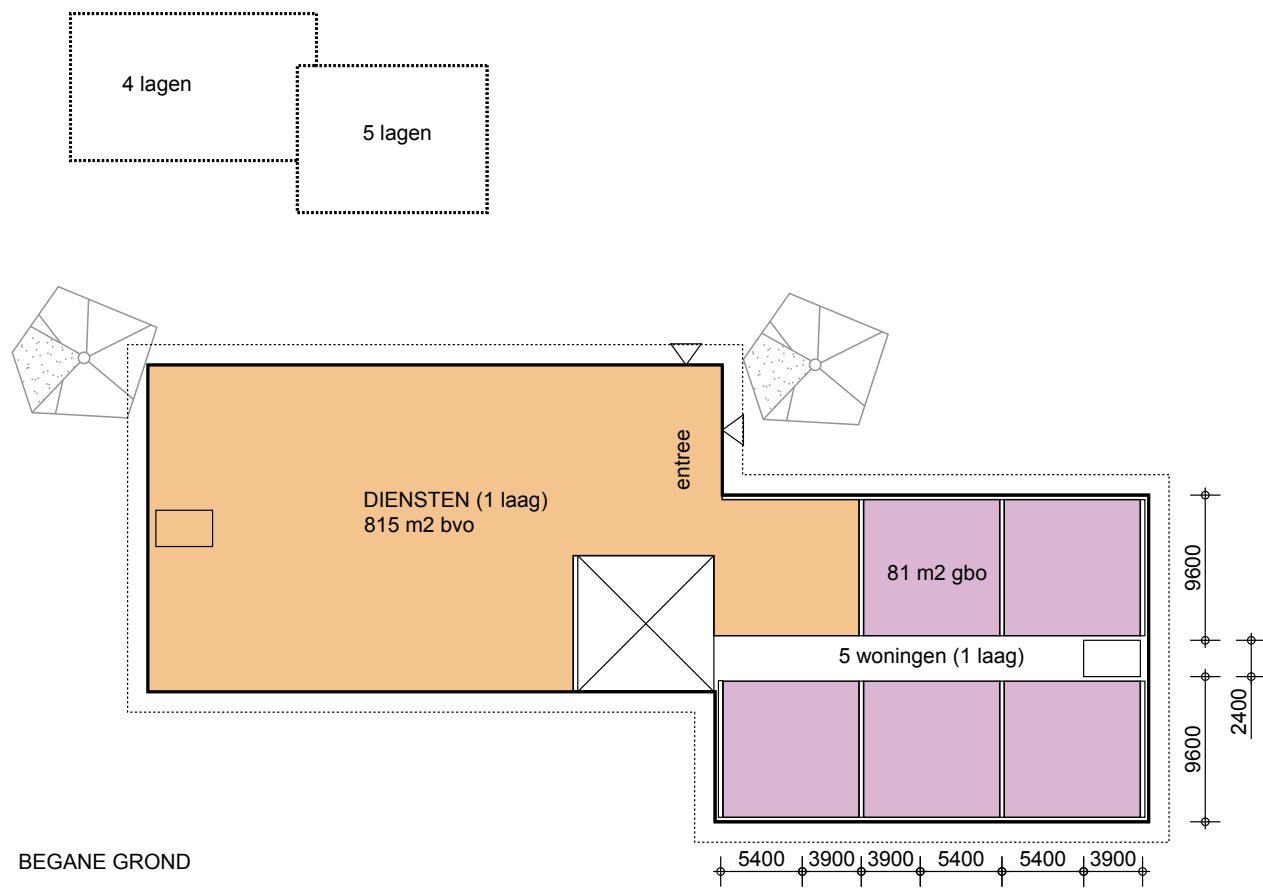 4 lagen
5 lagen
entree
DIENSTEN (1 laag)
815 m2 bvo
81 m2 gbo
9600
5 woningen (1 laag)
2400
9600
BEGANE GROND
5400 3900 3900 5400 5400 3900